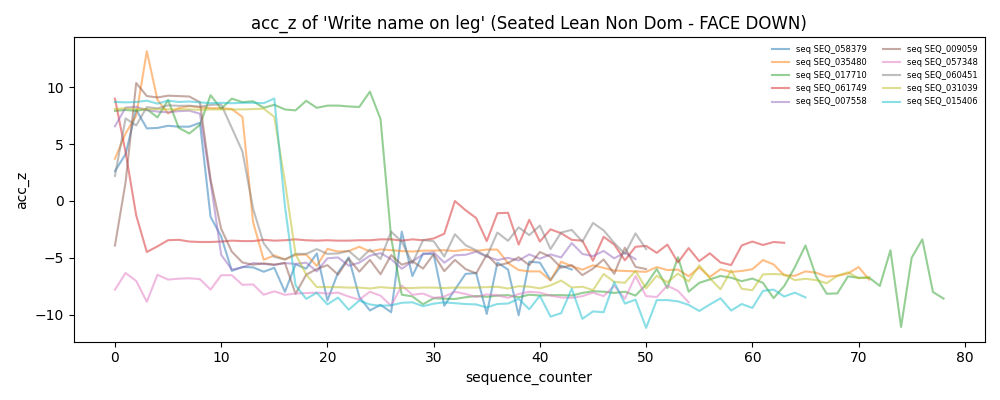 acc_z of 'Write name on leg' (Seated Lean Non Dom - FACE DOWN)
seq SEQ_058379
seq SEQ_035480
seq SEQ_017710
seq SEQ_061749
seq SEQ_007558
seq SEQ_009059
seq SEQ_057348
seq SEQ_060451
seq SEQ_031039
seq SEQ_015406
acc_z
10
5
0
−5
−10
0 10 20 30 40 50 60 70 80
sequence_counter